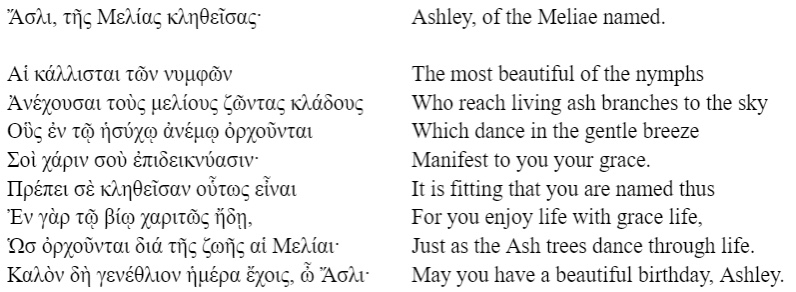 Ἄσλι, τῆς Μελίας κληθεῖσας· Ashley, of the Meliae named.
Αἱ κάλλισται τῶν νυμφῶν The most beautiful of the nymphs
Ἀνέχουσαι τοὺς μελίους ζῶντας κλάδους Who reach living ash branches to the sky
Οὓς ἐν τῷ ἡσύχῳ ἀνέμῳ ὀρχοῦνται Which dance in the gentle breeze
Σοὶ χάριν σοὺ ἐπιδεικνύασιν· Manifest to you your grace.
Πρέπει σὲ κληθεῖσαν οὗτως εἶναι It is fitting that you are named thus
Ἐν γὰρ τῷ βίῳ χαριτῶς ἥδῃ, For you enjoy life with grace life,
Ὡσ ὀρχοῦνται διά τῆς ζωῆς αἱ Μελίαι· Just as the Ash trees dance through life.
Καλὸν δὴ γενέθλιον ἡμέρα ἔχοις, ὦ Ἄσλι· May you have a beautiful birthday, Ashley.